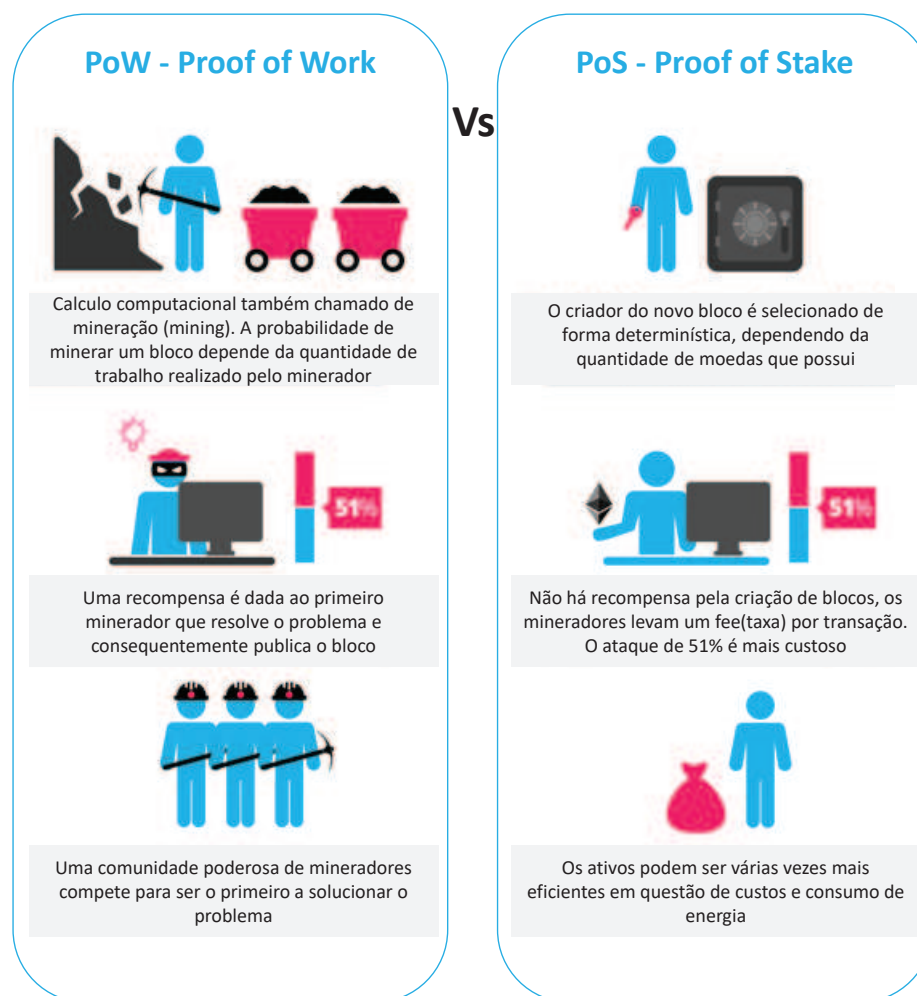 PoW - Proof of Work
Calculo computacional também chamado de
mineração (mining). A probabilidade de
minerar um bloco depende da quantidade de
trabalho realizado pelo minerador
51%
Uma recompensa é dada ao primeiro
minerador que resolve o problema e
consequentemente publica o bloco
Uma comunidade poderosa de mineradores
compete para ser o primeiro a solucionar o
problema
Vs
PoS - Proof of Stake
O criador do novo bloco é selecionado de
forma determinística, dependendo da
quantidade de moedas que possui
51%
Não há recompensa pela criação de blocos, os
mineradores levam um fee(taxa) por transação.
O ataque de 51% é mais custoso
Os ativos podem ser várias vezes mais
eficientes em questão de custos e consumo de
energia